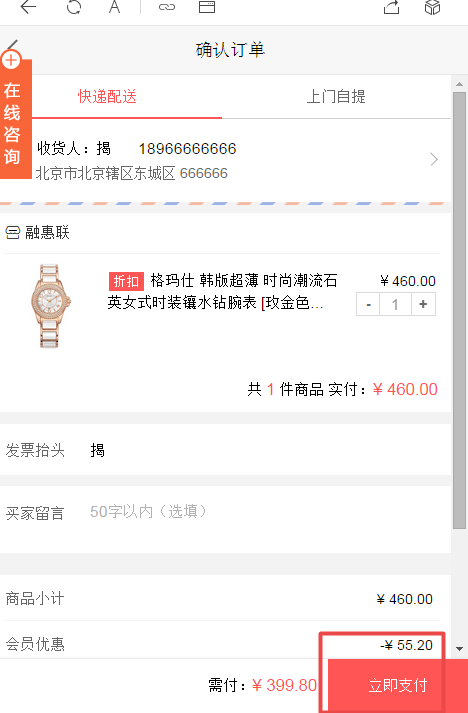 A
确认订单
在线咨询
快递配送 上门自提
收货人：揭 18966666666
北京市北京辖区东城区 666666
融惠联
折扣 格玛仕 韩版超薄 时尚潮流石 ¥ 460.00
英女式时装镶水钻腕表 [玫金色... - 1 +
共 1 件商品 实付：¥ 460.00
发票抬头 揭
买家留言 50字以内（选填）
商品小计 ¥ 460.00
会员优惠 -¥ 55.20
需付：¥ 399.80 立即支付